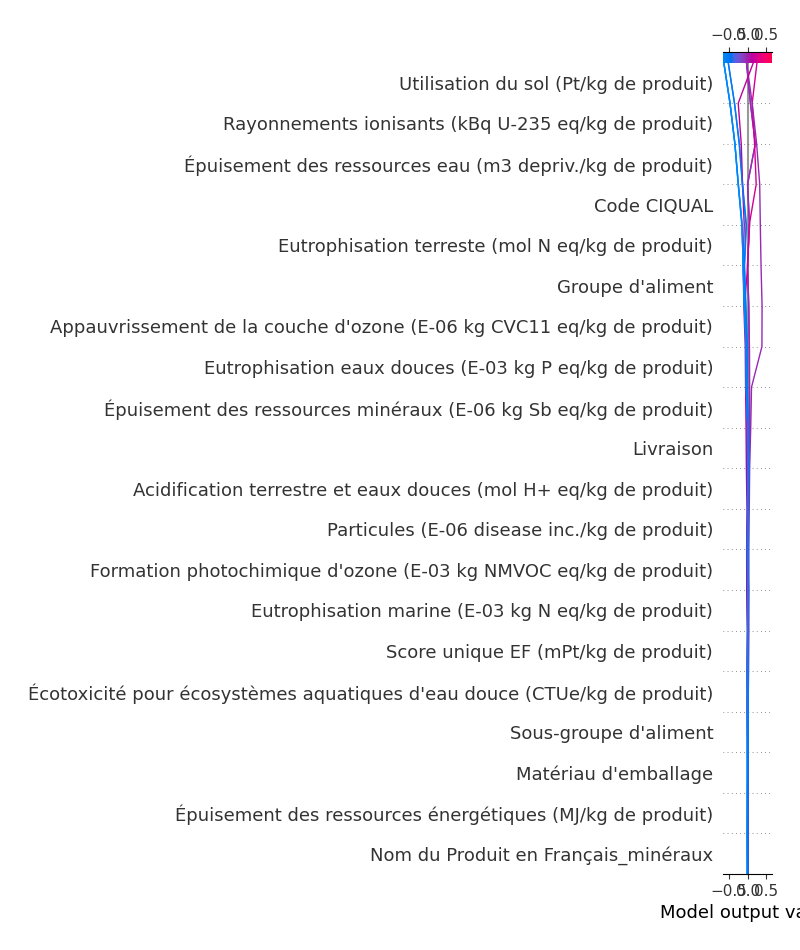 −0.5 0.0 0.5
Utilisation du sol (Pt/kg de produit)
Rayonnements ionisants (kBq U-235 eq/kg de produit)
Épuisement des ressources eau (m3 depriv./kg de produit)
Code CIQUAL
Eutrophisation terreste (mol N eq/kg de produit)
Groupe d'aliment
Appauvrissement de la couche d'ozone (E-06 kg CVC11 eq/kg de produit)
Eutrophisation eaux douces (E-03 kg P eq/kg de produit)
Épuisement des ressources minéraux (E-06 kg Sb eq/kg de produit)
Livraison
Acidification terrestre et eaux douces (mol H+ eq/kg de produit)
Particules (E-06 disease inc./kg de produit)
Formation photochimique d'ozone (E-03 kg NMVOC eq/kg de produit)
Eutrophisation marine (E-03 kg N eq/kg de produit)
Score unique EF (mPt/kg de produit)
Écotoxicité pour écosystèmes aquatiques d'eau douce (CTUe/kg de produit)
Sous-groupe d'aliment
Matériau d'emballage
Épuisement des ressources énergétiques (MJ/kg de produit)
Nom du Produit en Français_minéraux
−0.5 0.0 0.5
Model output va